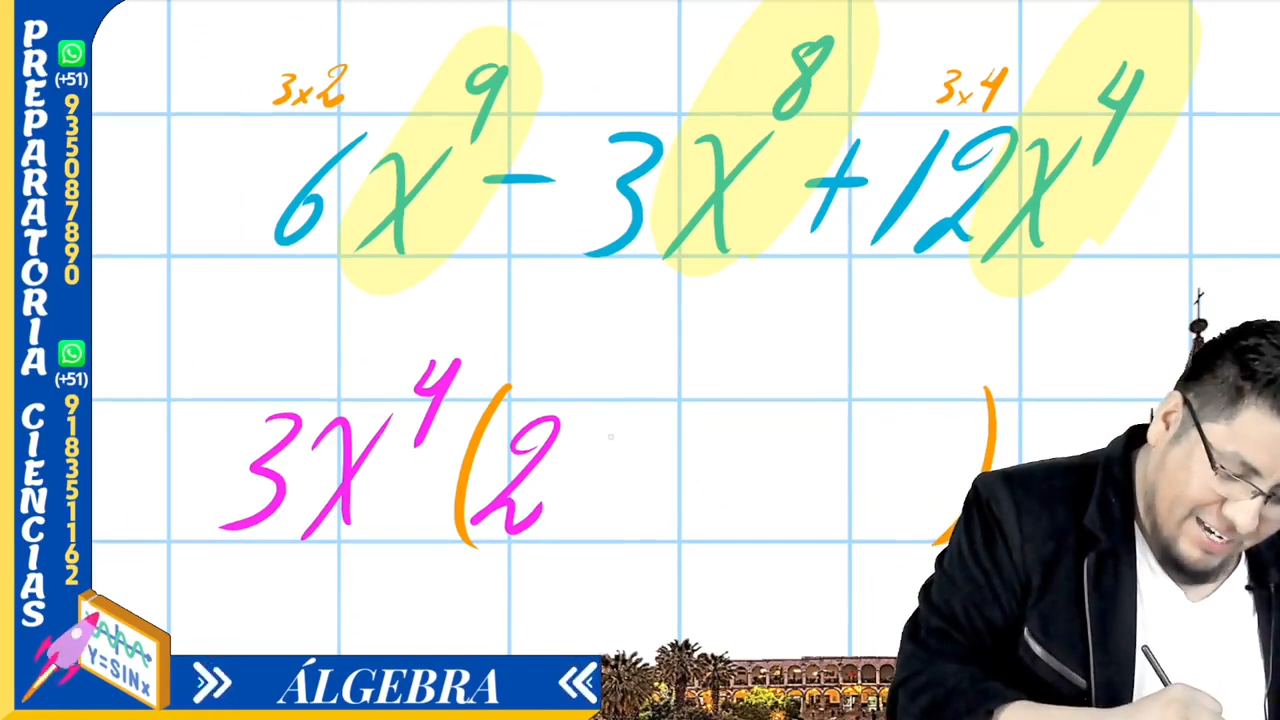 PREPARATORIA CIENCIAS
(+51)
935087890
(+51)
918351162
3x2
3x4
6x⁹ - 3x⁸ + 12x⁴
3x⁴(2 )
Y=SINx
ÁLGEBRA